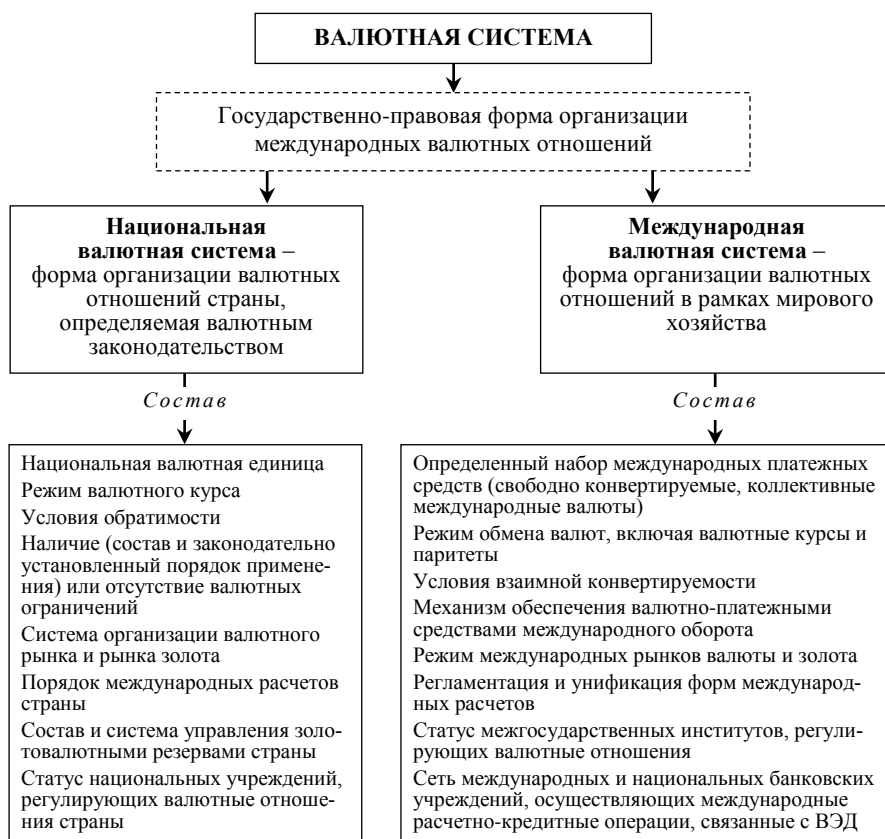 ВАЛЮТНАЯ СИСТЕМА
Государственно-правовая форма организации
международных валютных отношений
Национальная
валютная система –
форма организации валютных
отношений страны,
определяемая валютным
законодательством
Международная
валютная система –
форма организации валютных
отношений в рамках мирового
хозяйства
Состав
Состав
Национальная валютная единица
Режим валютного курса
Условия обратимости
Наличие (состав и законодательно
установленный порядок примене-
ния) или отсутствие валютных
ограничений
Система организации валютного
рынка и рынка золота
Порядок международных расчетов
страны
Состав и система управления золо-
товалютными резервами страны
Статус национальных учреждений,
регулирующих валютные отноше-
ния страны
Определенный набор международных платежных
средств (свободно конвертируемые, коллективные
международные валюты)
Режим обмена валют, включая валютные курсы и
паритеты
Условия взаимной конвертируемости
Механизм обеспечения валютно-платежными
средствами международного оборота
Режим международных рынков валюты и золота
Регламентация и унификация форм международ-
ных расчетов
Статус межгосударственных институтов, регули-
рующих валютные отношения
Сеть международных и национальных банковских
учреждений, осуществляющих международные
расчетно-кредитные операции, связанные с ВЭД